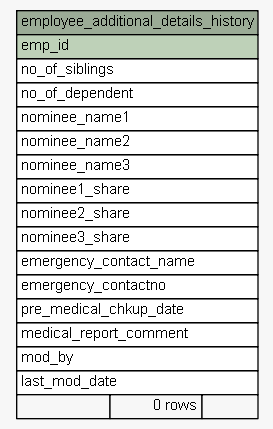 employee_additional_details_history
emp_id
no_of_siblings
no_of_dependent
nominee_name1
nominee_name2
nominee_name3
nominee1_share
nominee2_share
nominee3_share
emergency_contact_name
emergency_contactno
pre_medical_chkup_date
medical_report_comment
mod_by
last_mod_date
0 rows